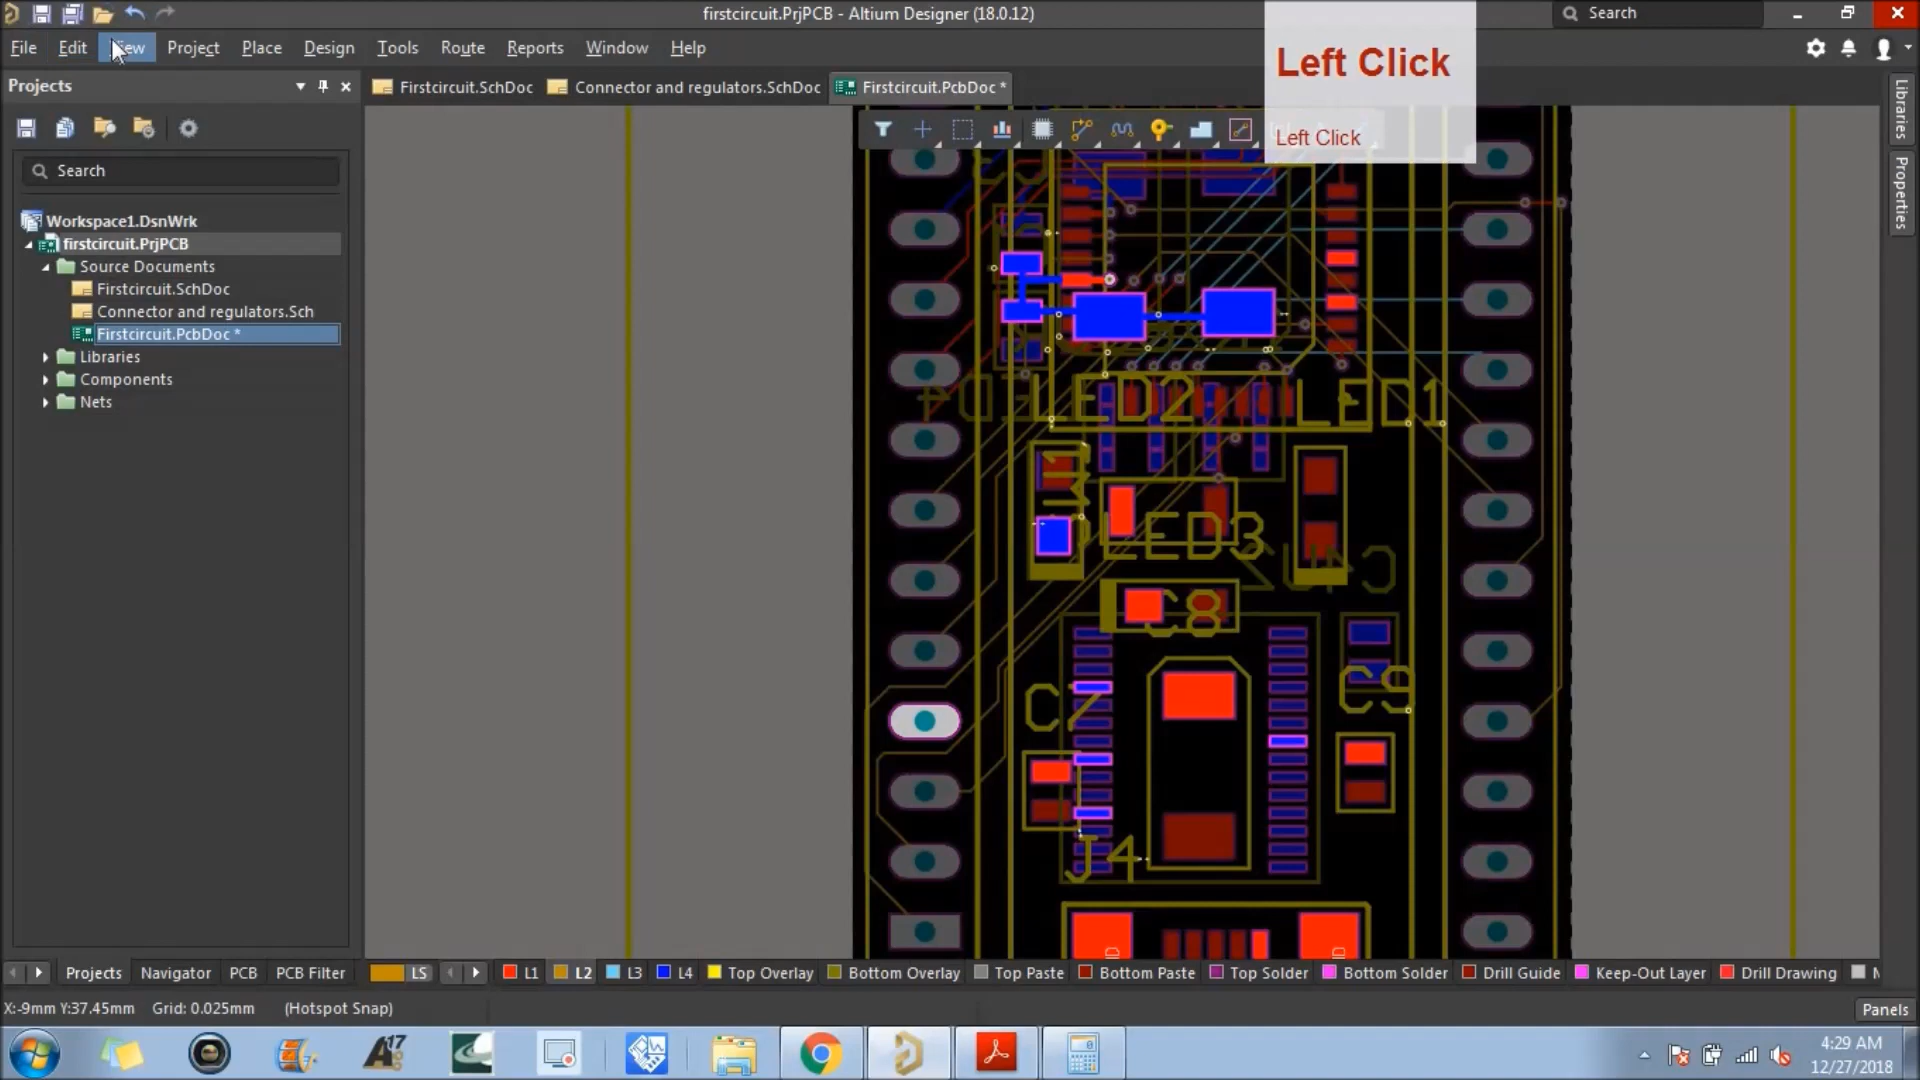 firstcircuit.PrjPCB - Altium Designer (18.0.12)
Search
File Edit View Project Place Design Tools Route Reports Window Help
Left Click
Left Click
Projects
Firstcircuit.SchDoc
Connector and regulators.SchDoc
Firstcircuit.PcbDoc *
Libraries
Properties
Search
Workspace1.DsnWrk
firstcircuit.PrjPCB
Source Documents
Firstcircuit.SchDoc
Connector and regulators.Sch
Firstcircuit.PcbDoc *
Libraries
Components
Nets
LED2
LED1
LED3
C8
C7
C9
J4
Projects Navigator PCB PCB Filter LS L1 L2 L3 L4 Top Overlay Bottom Overlay Top Paste Bottom Paste Top Solder Bottom Solder Drill Guide Keep-Out Layer Drill Drawing
X:-9mm Y:37.45mm Grid: 0.025mm (Hotspot Snap)
Panels
17
4:29 AM
12/27/2018